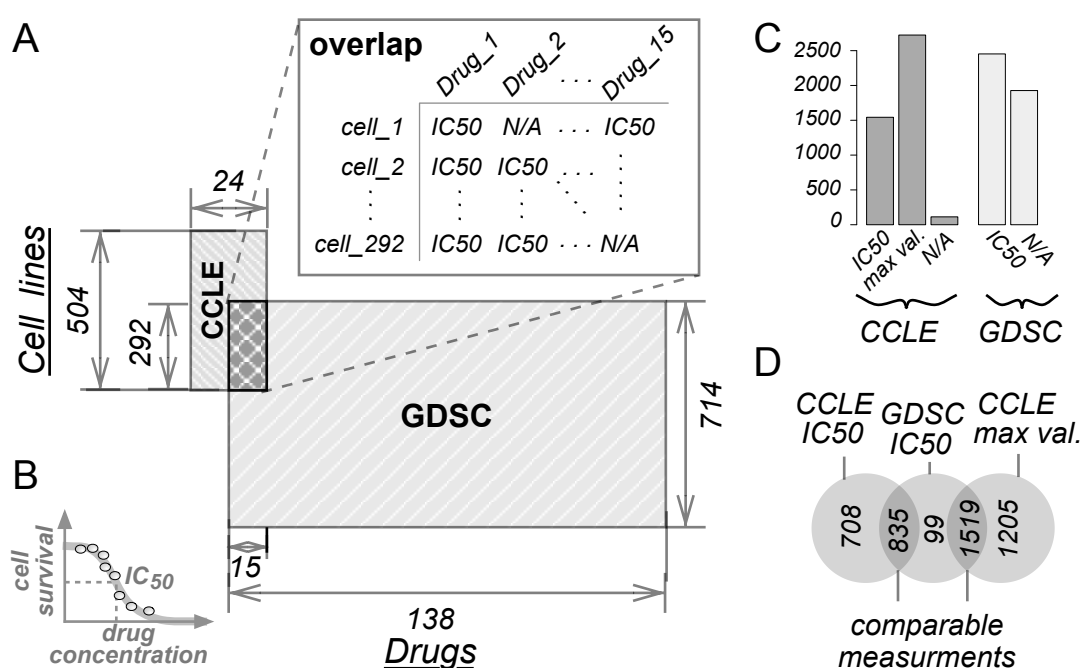 A
overlap
Drug_1 Drug_2 . . . Drug_15
cell_1 IC50 N/A . . . IC50
cell_2 IC50 IC50 . . .
cell_292 IC50 IC50 . . . N/A
24
Cell lines
504
292
CCLE
GDSC
714
15
138
Drugs
B
cell
survival
IC50
drug
concentration
C
2500
2000
1500
1000
500
0
IC50
max val.
N/A
IC50
N/A
CCLE
GDSC
D
CCLE
IC50
GDSC
IC50
CCLE
max val.
708 835 99 1519 1205
comparable
measurments